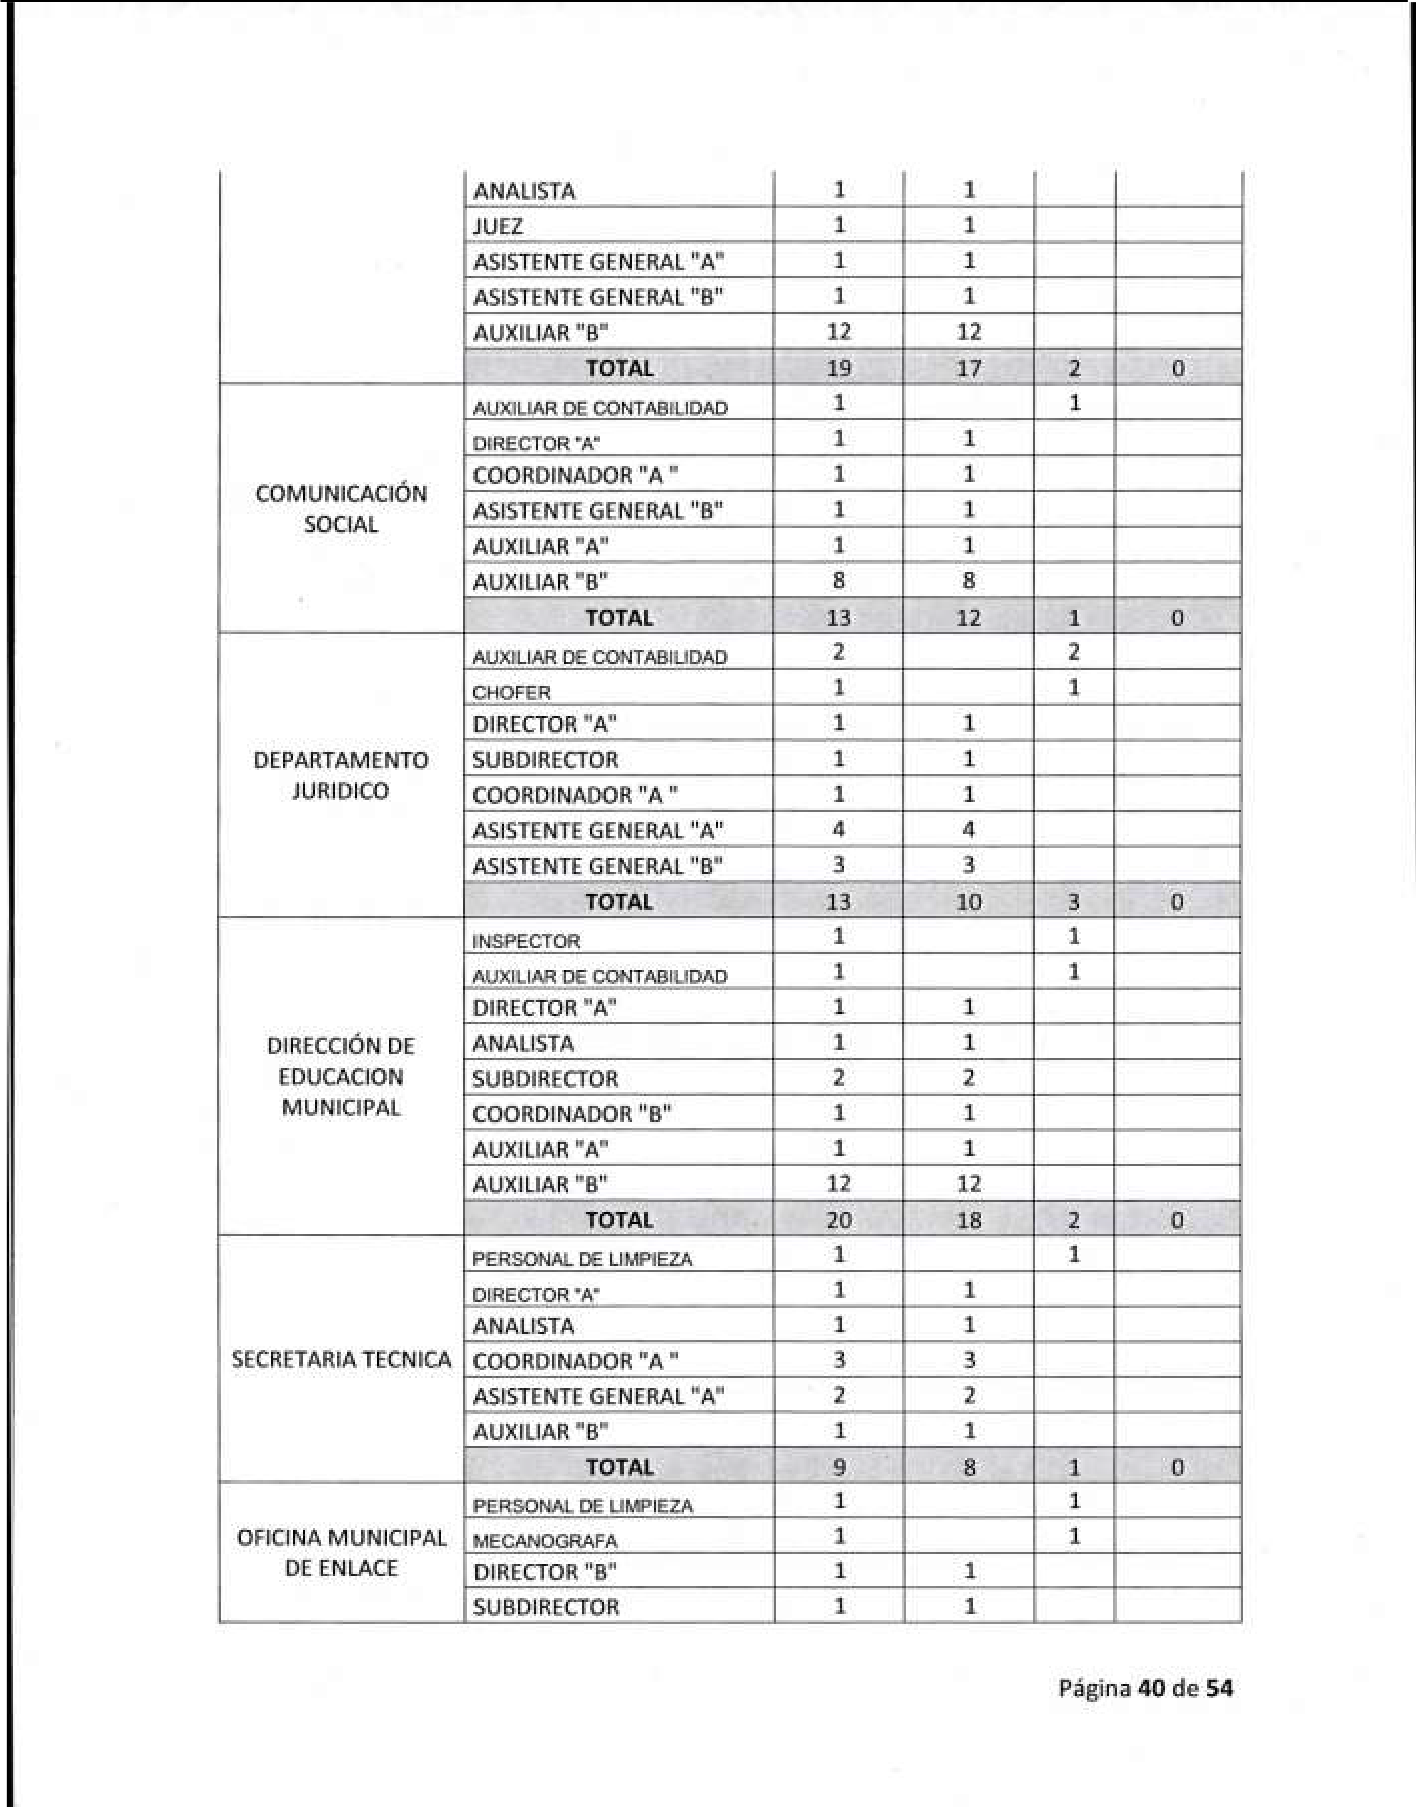 ANALISTA 1 1
JUEZ 1 1
ASISTENTE GENERAL "A" 1 1
ASISTENTE GENERAL "B" 1 1
AUXILIAR "B" 12 12
TOTAL 19 17 2 0
COMUNICACIÓN
SOCIAL
AUXILIAR DE CONTABILIDAD 1 1
DIRECTOR "A" 1 1
COORDINADOR "A " 1 1
ASISTENTE GENERAL "B" 1 1
AUXILIAR "A" 1 1
AUXILIAR "B" 8 8
TOTAL 13 12 1 0
DEPARTAMENTO
JURIDICO
AUXILIAR DE CONTABILIDAD 2 2
CHOFER 1 1
DIRECTOR "A" 1 1
SUBDIRECTOR 1 1
COORDINADOR "A " 1 1
ASISTENTE GENERAL "A" 4 4
ASISTENTE GENERAL "B" 3 3
TOTAL 13 10 3 0
DIRECCIÓN DE
EDUCACION
MUNICIPAL
INSPECTOR 1 1
AUXILIAR DE CONTABILIDAD 1 1
DIRECTOR "A" 1 1
ANALISTA 1 1
SUBDIRECTOR 2 2
COORDINADOR "B" 1 1
AUXILIAR "A" 1 1
AUXILIAR "B" 12 12
TOTAL 20 18 2 0
SECRETARIA TECNICA
PERSONAL DE LIMPIEZA 1 1
DIRECTOR "A" 1 1
ANALISTA 1 1
COORDINADOR "A " 3 3
ASISTENTE GENERAL "A" 2 2
AUXILIAR "B" 1 1
TOTAL 9 8 1 0
OFICINA MUNICIPAL
DE ENLACE
PERSONAL DE LIMPIEZA 1 1
MECANOGRAFA 1 1
DIRECTOR "B" 1 1
SUBDIRECTOR 1 1
Página 40 de 54